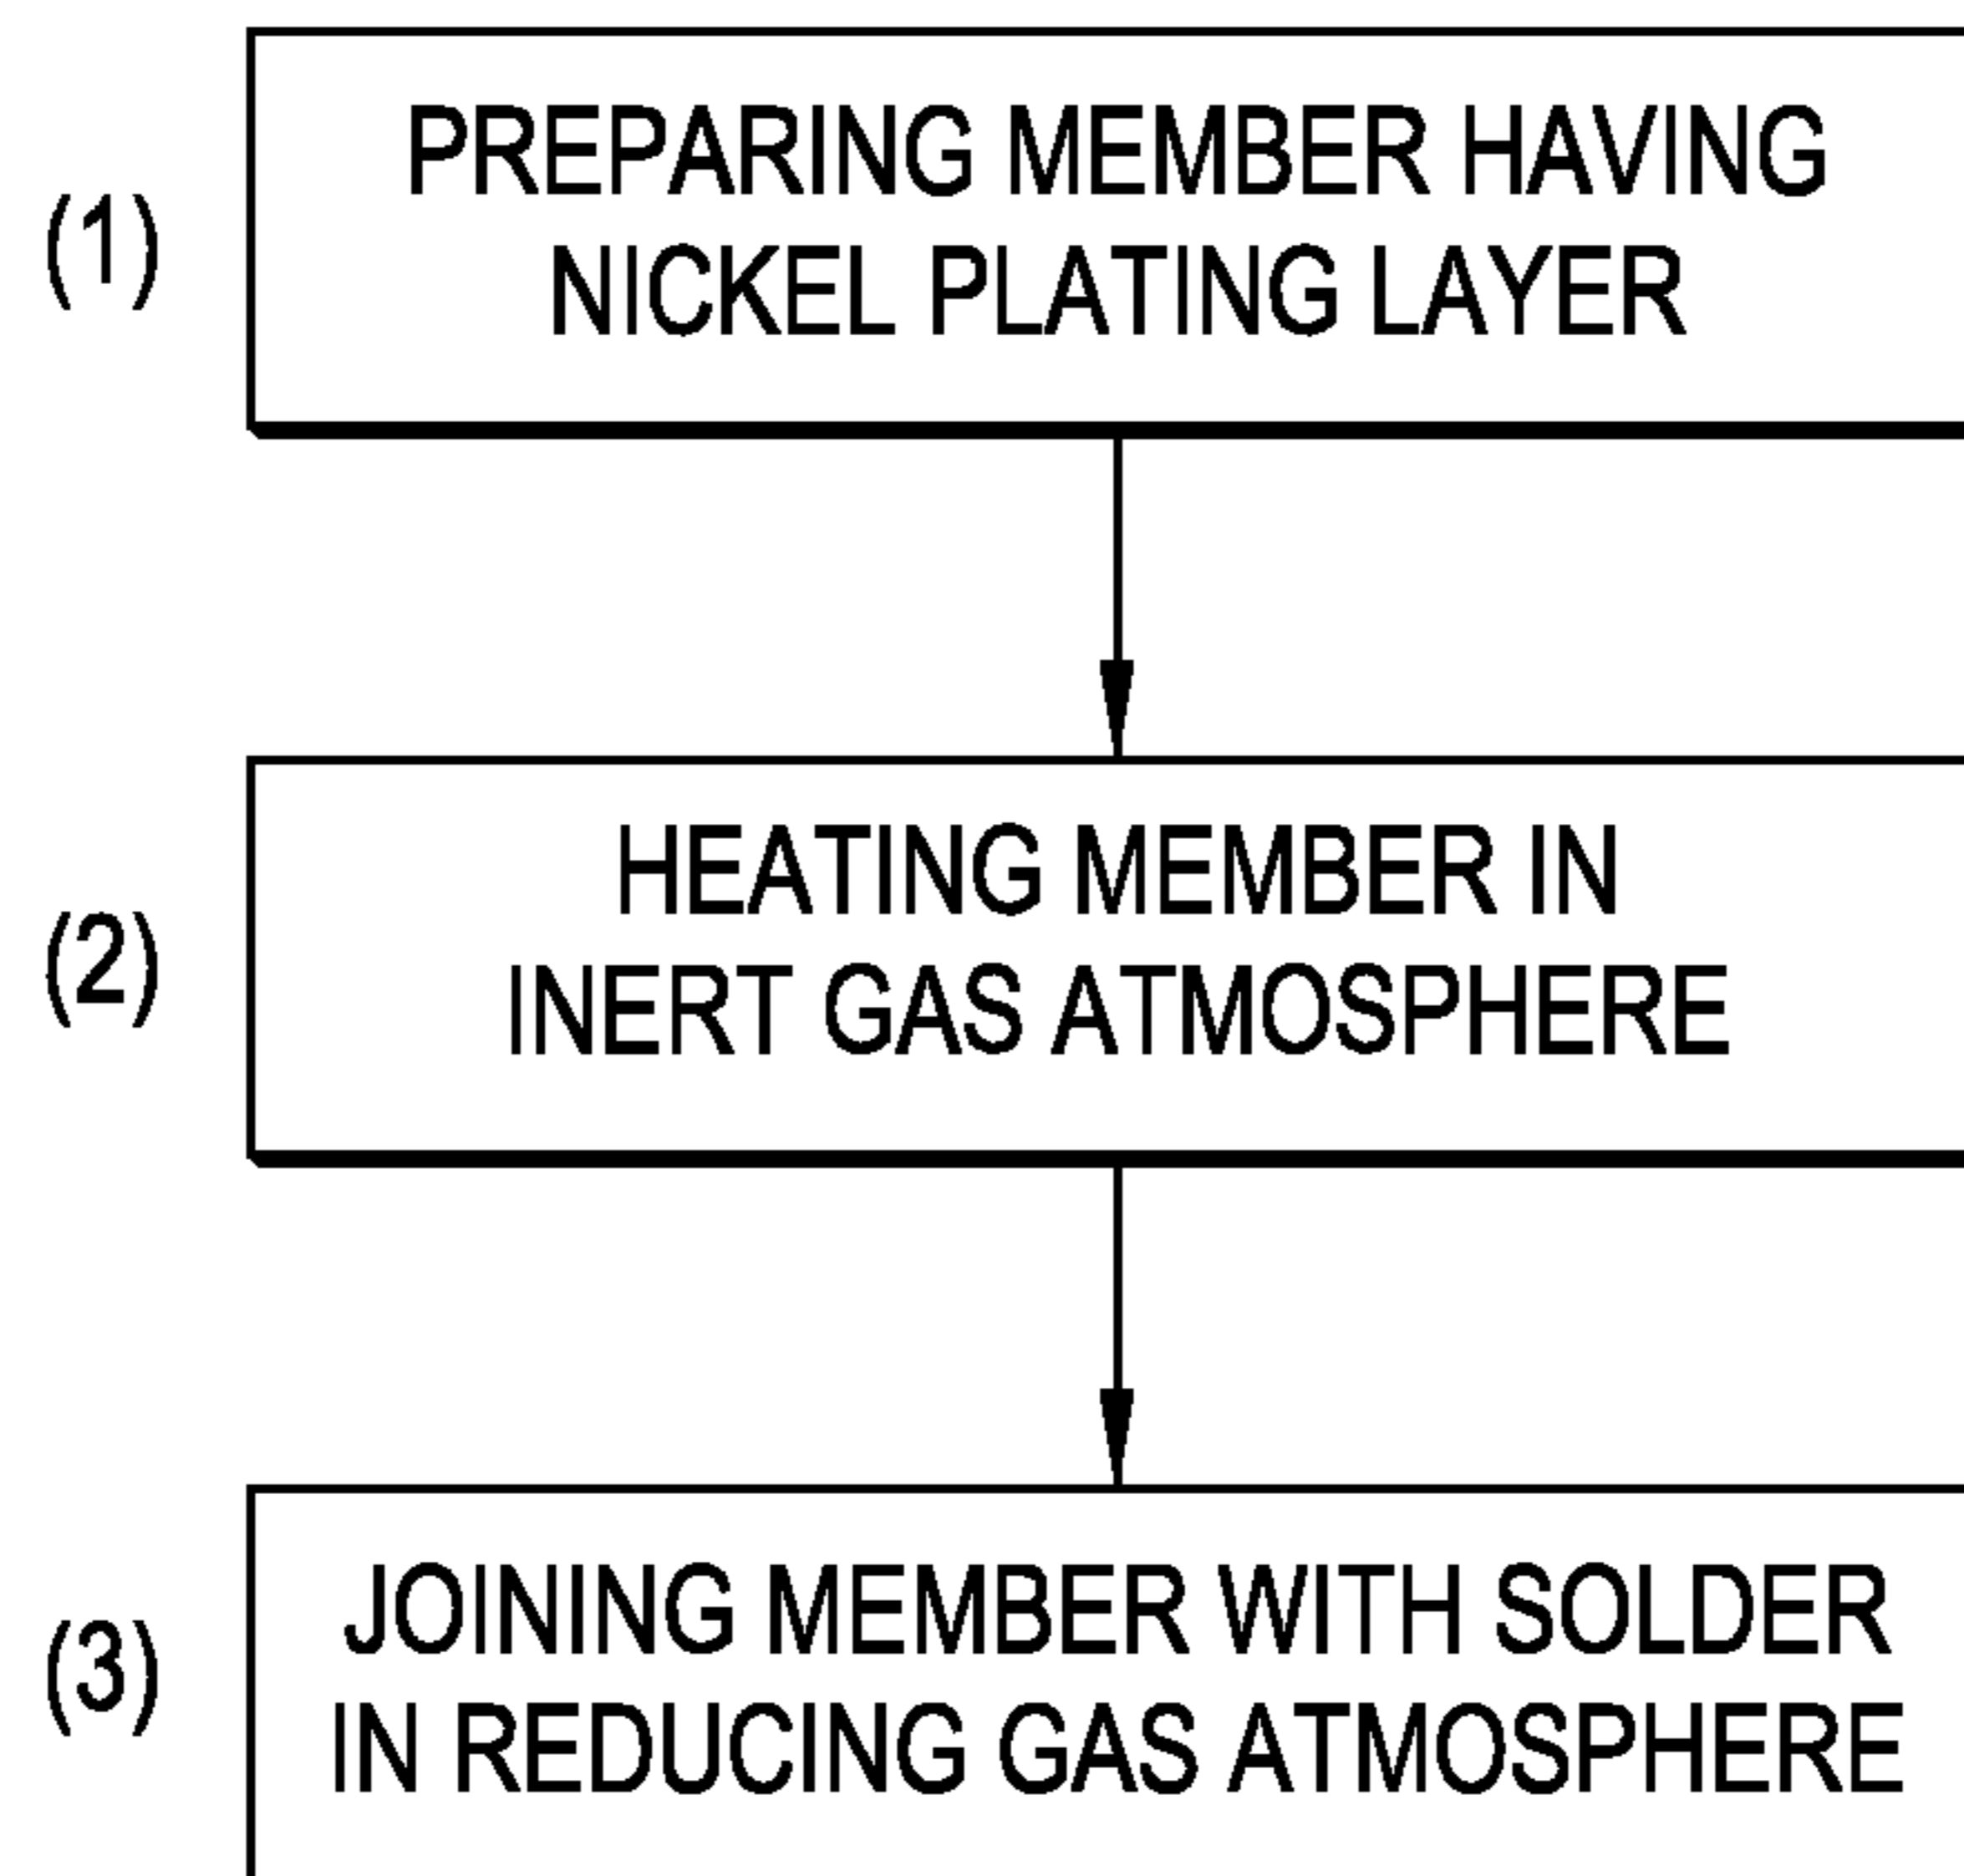 (1)
PREPARING MEMBER HAVING
NICKEL PLATING LAYER
(2)
HEATING MEMBER IN
INERT GAS ATMOSPHERE
(3)
JOINING MEMBER WITH SOLDER
IN REDUCING GAS ATMOSPHERE